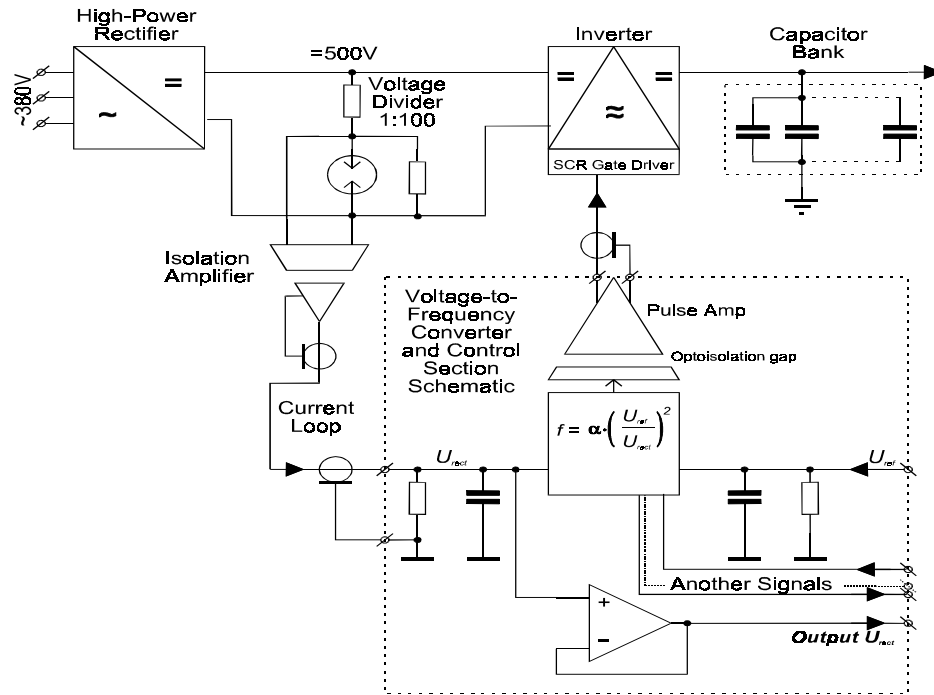 High-Power
Rectifier
~380V
=
~
=500V
Voltage
Divider
1:100
Inverter
=
=
≈
SCR Gate Driver
Capacitor
Bank
Isolation
Amplifier
Current
Loop
Voltage-to-
Frequency
Converter
and Control
Section
Schematic
Pulse Amp
Optoisolation gap
f = α·(U_ref/U_rect)²
U_rect
U_ref
Another Signals
+
−
Output U_rect